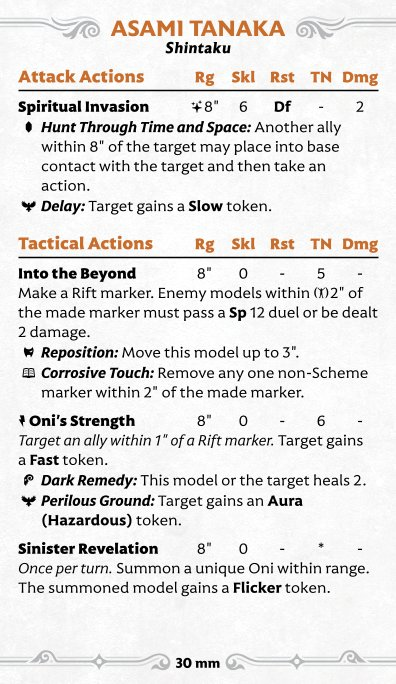 ASAMI TANAKA
Shintaku
Attack Actions Rg Skl Rst TN Dmg
Spiritual Invasion 8" 6 Df - 2
Hunt Through Time and Space: Another ally
within 8" of the target may place into base
contact with the target and then take an
action.
Delay: Target gains a Slow token.
Tactical Actions Rg Skl Rst TN Dmg
Into the Beyond 8" 0 - 5 -
Make a Rift marker. Enemy models within 2" of
the made marker must pass a Sp 12 duel or be dealt
2 damage.
Reposition: Move this model up to 3".
Corrosive Touch: Remove any one non-Scheme
marker within 2" of the made marker.
Oni's Strength 8" 0 - 6 -
Target an ally within 1" of a Rift marker. Target gains
a Fast token.
Dark Remedy: This model or the target heals 2.
Perilous Ground: Target gains an Aura
(Hazardous) token.
Sinister Revelation 8" 0 - * -
Once per turn. Summon a unique Oni within range.
The summoned model gains a Flicker token.
30 mm